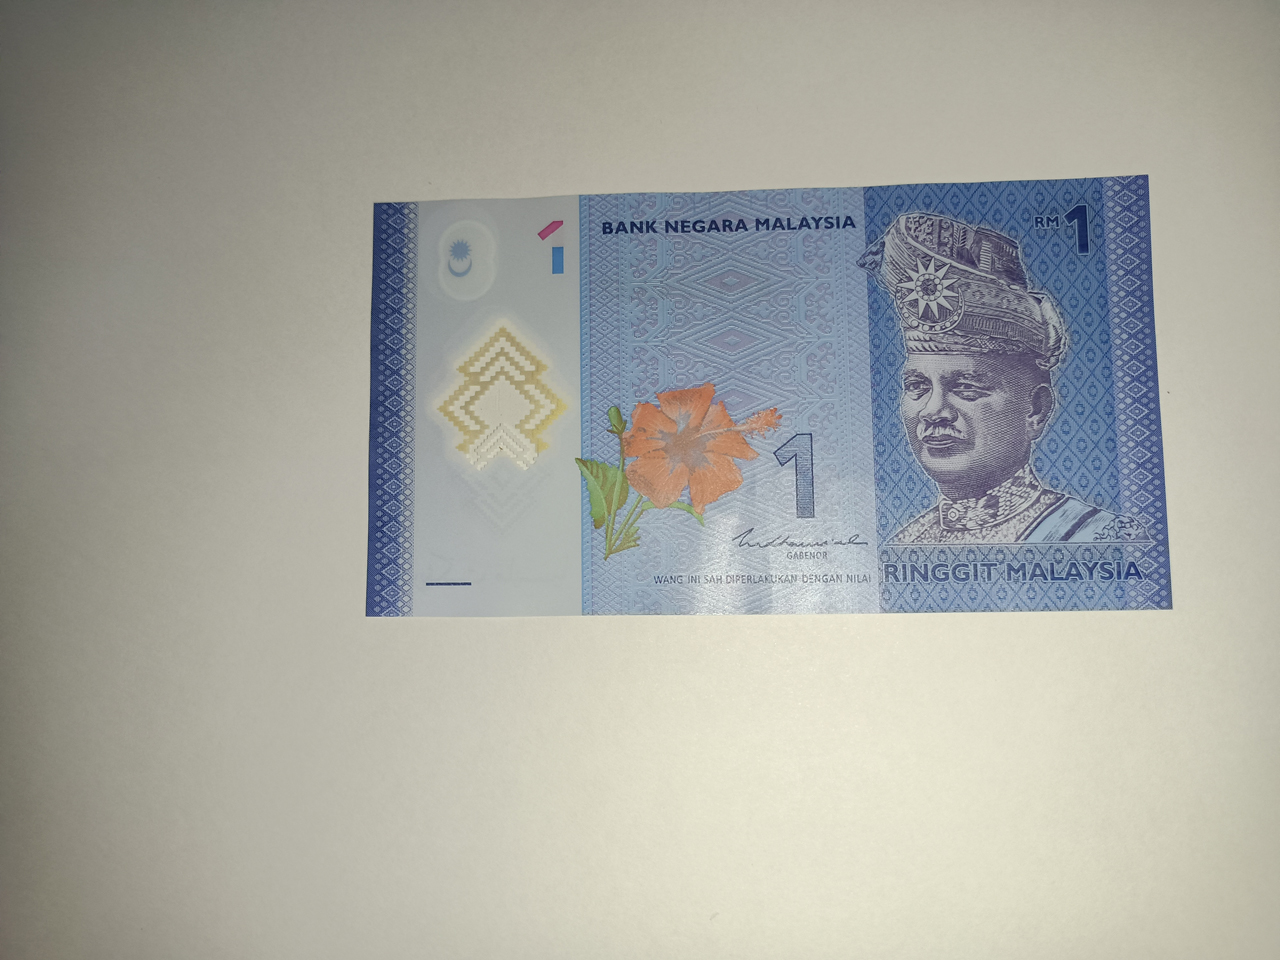 BANK NEGARA MALAYSIA
RM 1
1
1
GABENOR
WANG INI SAH DIPERLAKUKAN DENGAN NILAI
RINGGIT MALAYSIA